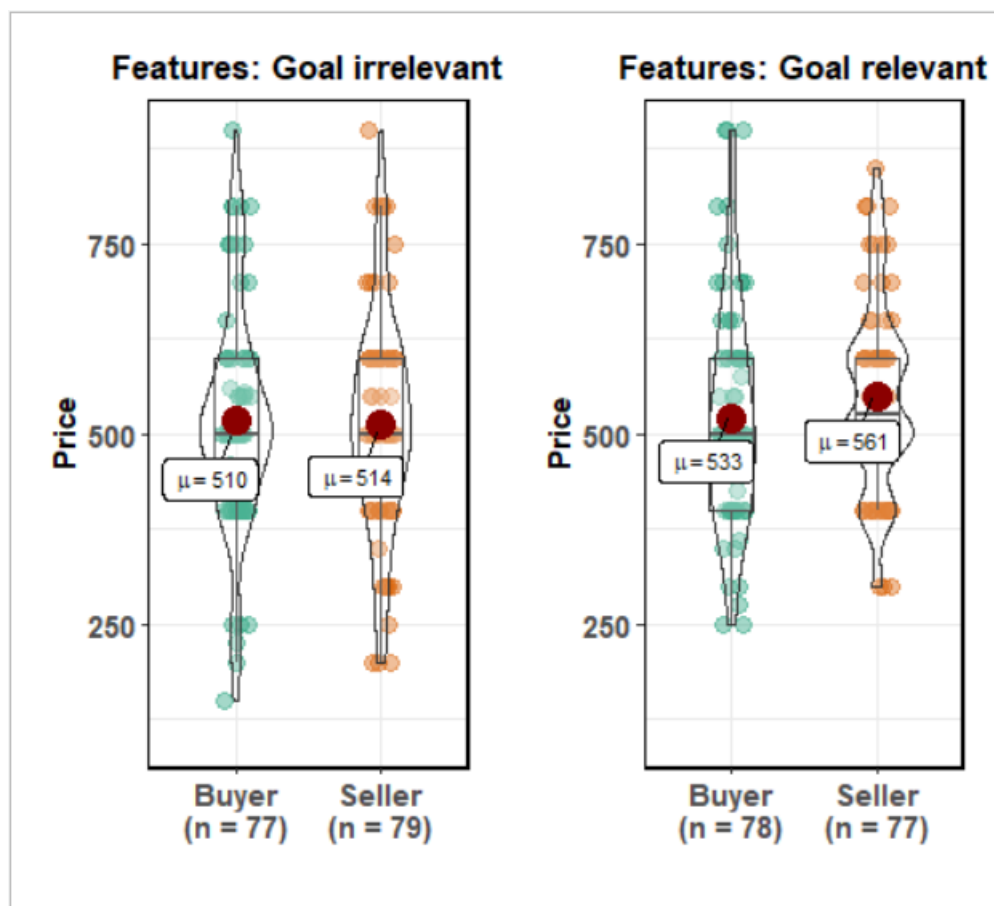 Features: Goal irrelevant
Price
750
500
250
μ = 510
μ = 514
Buyer
(n = 77)
Seller
(n = 79)
Features: Goal relevant
Price
750
500
250
μ = 533
μ = 561
Buyer
(n = 78)
Seller
(n = 77)